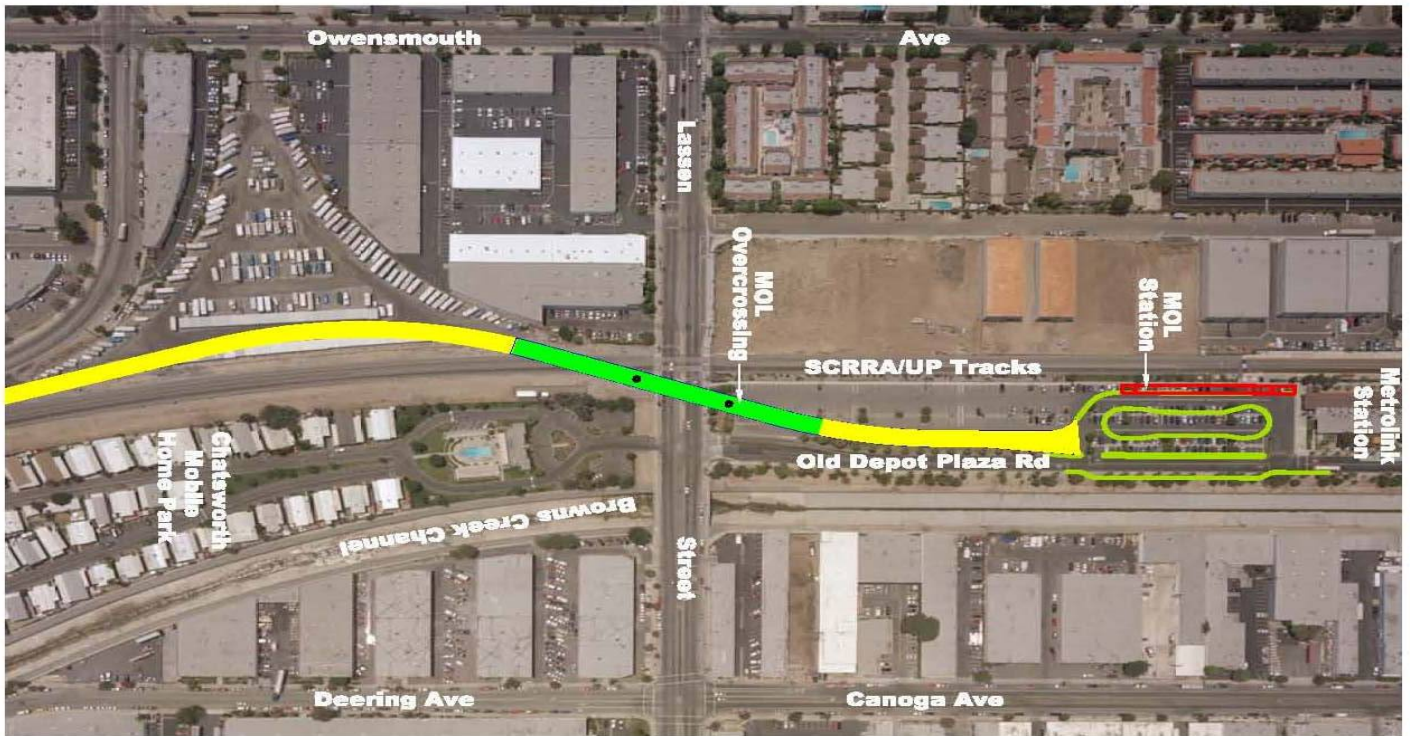 Owensmouth Ave
Lassen
Street
MOL
Overcrossing
MOL
Station
SCRRA/UP Tracks
Metrolink
Station
Old Depot Plaza Rd
Chatsworth
Mobile
Home Park
Browns Creek Channel
Deering Ave
Canoga Ave